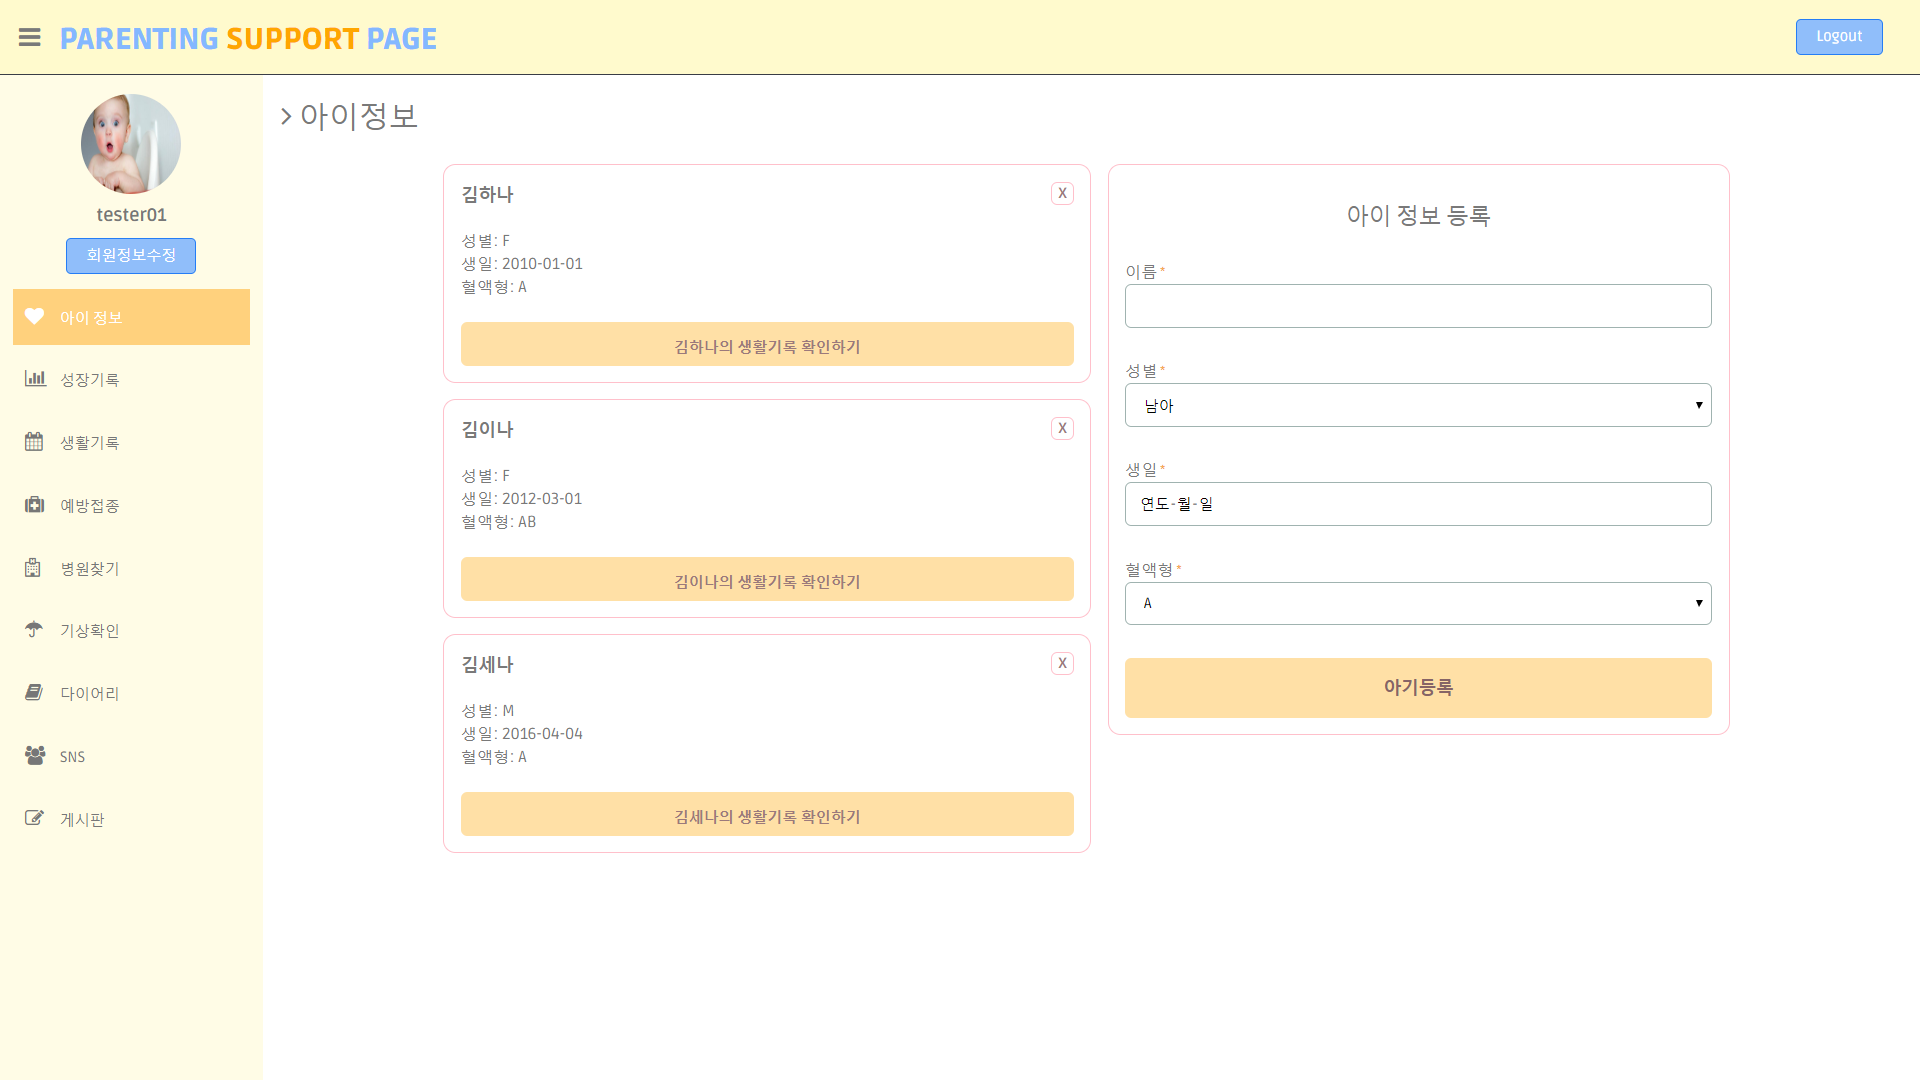 PARENTING SUPPORT PAGE
Logout
tester01
회원정보수정
아이 정보
성장기록
생활기록
예방접종
병원찾기
기상확인
다이어리
SNS
게시판
아이정보
김하나
X
성별: F
생일: 2010-01-01
혈액형: A
김하나의 생활기록 확인하기
김이나
X
성별: F
생일: 2012-03-01
혈액형: AB
김이나의 생활기록 확인하기
김세나
X
성별: M
생일: 2016-04-04
혈액형: A
김세나의 생활기록 확인하기
아이 정보 등록
이름*
성별*
남아
생일*
연도-월-일
혈액형*
A
아기등록